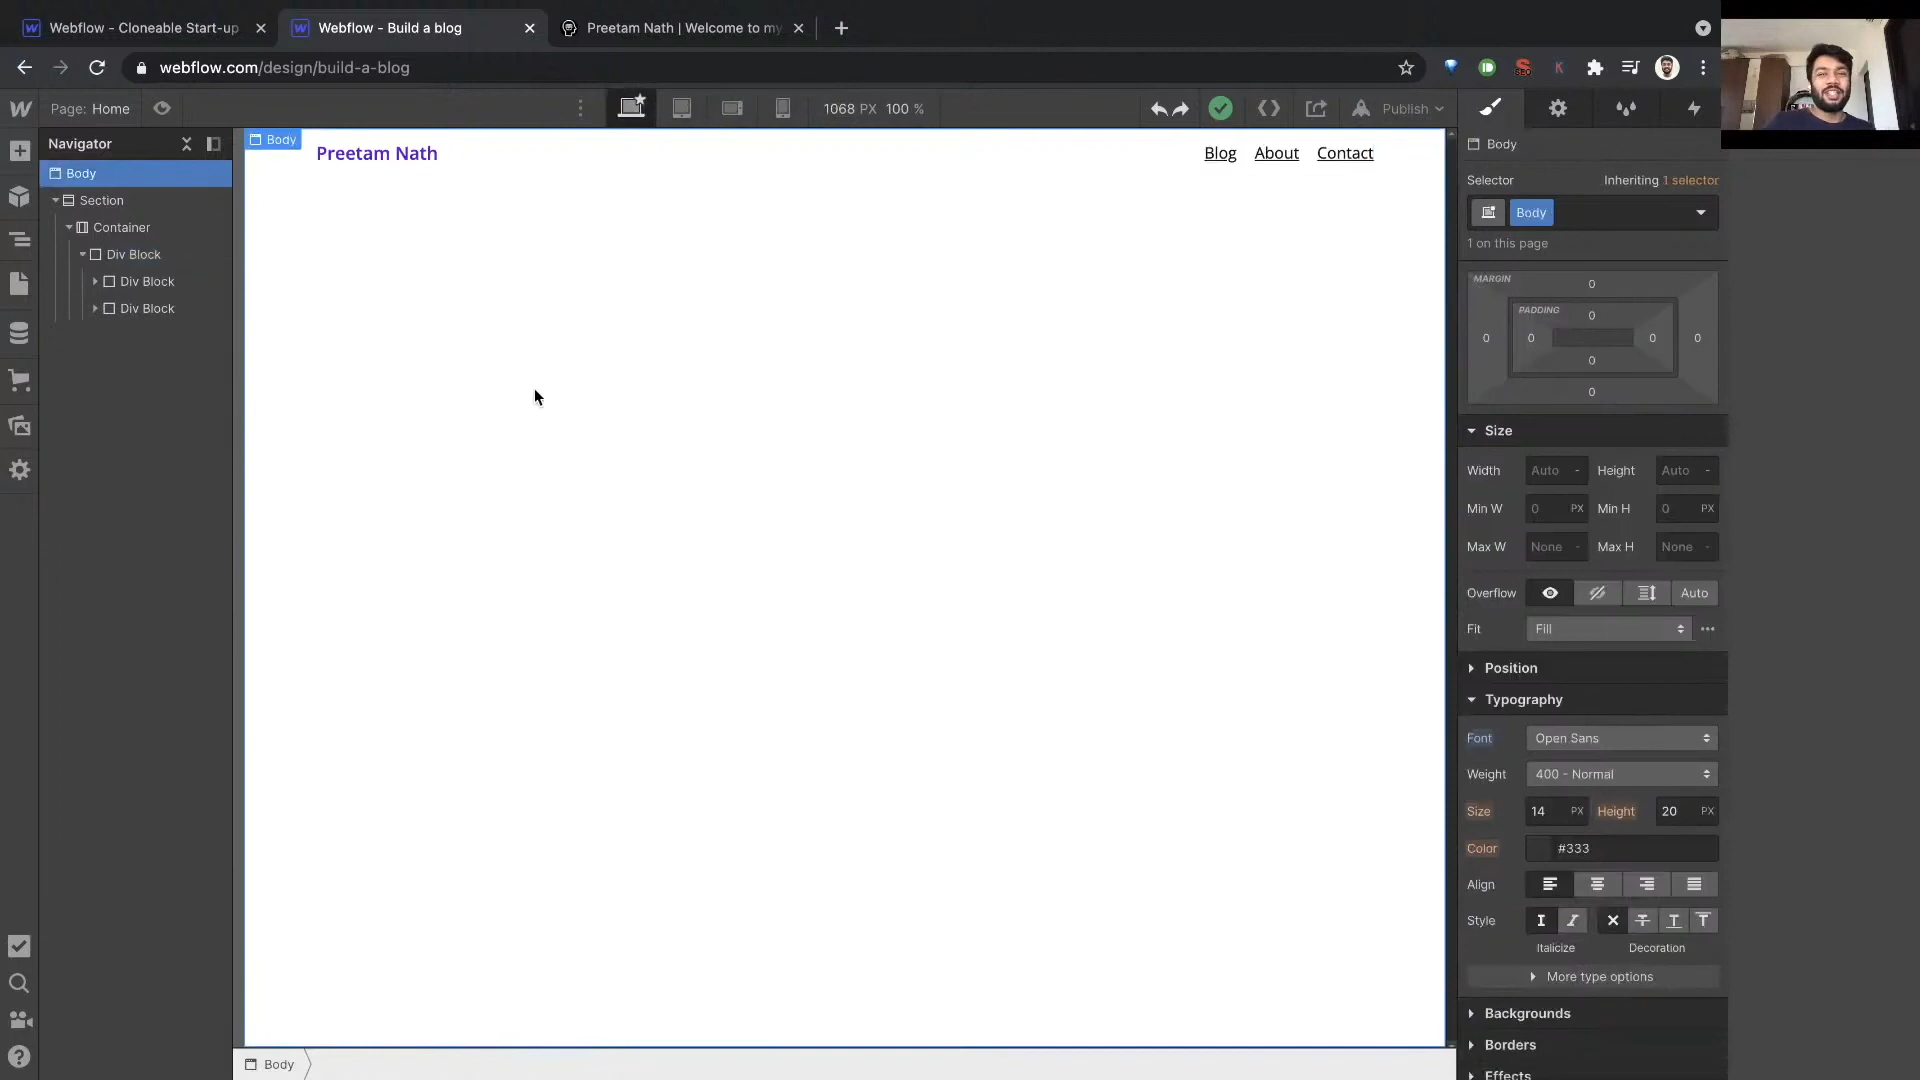 Webflow - Cloneable Start-up
Webflow - Build a blog
Preetam Nath | Welcome to my
webflow.com/design/build-a-blog
Page: Home
1068 PX 100 %
Publish
Navigator
Body
Section
Container
Div Block
Div Block
Div Block
Body
Preetam Nath
Blog About Contact
Body
Selector
Inheriting 1 selector
Body
1 on this page
MARGIN
0
PADDING
0
0 0 0 0
0
0
Size
Width Auto - Height Auto -
Min W 0 PX Min H 0 PX
Max W None - Max H None -
Overflow Auto
Fit Fill
Position
Typography
Font Open Sans
Weight 400 - Normal
Size 14 PX Height 20 PX
Color #333
Align
Style
Italicize Decoration
More type options
Backgrounds
Borders
Effects
Body